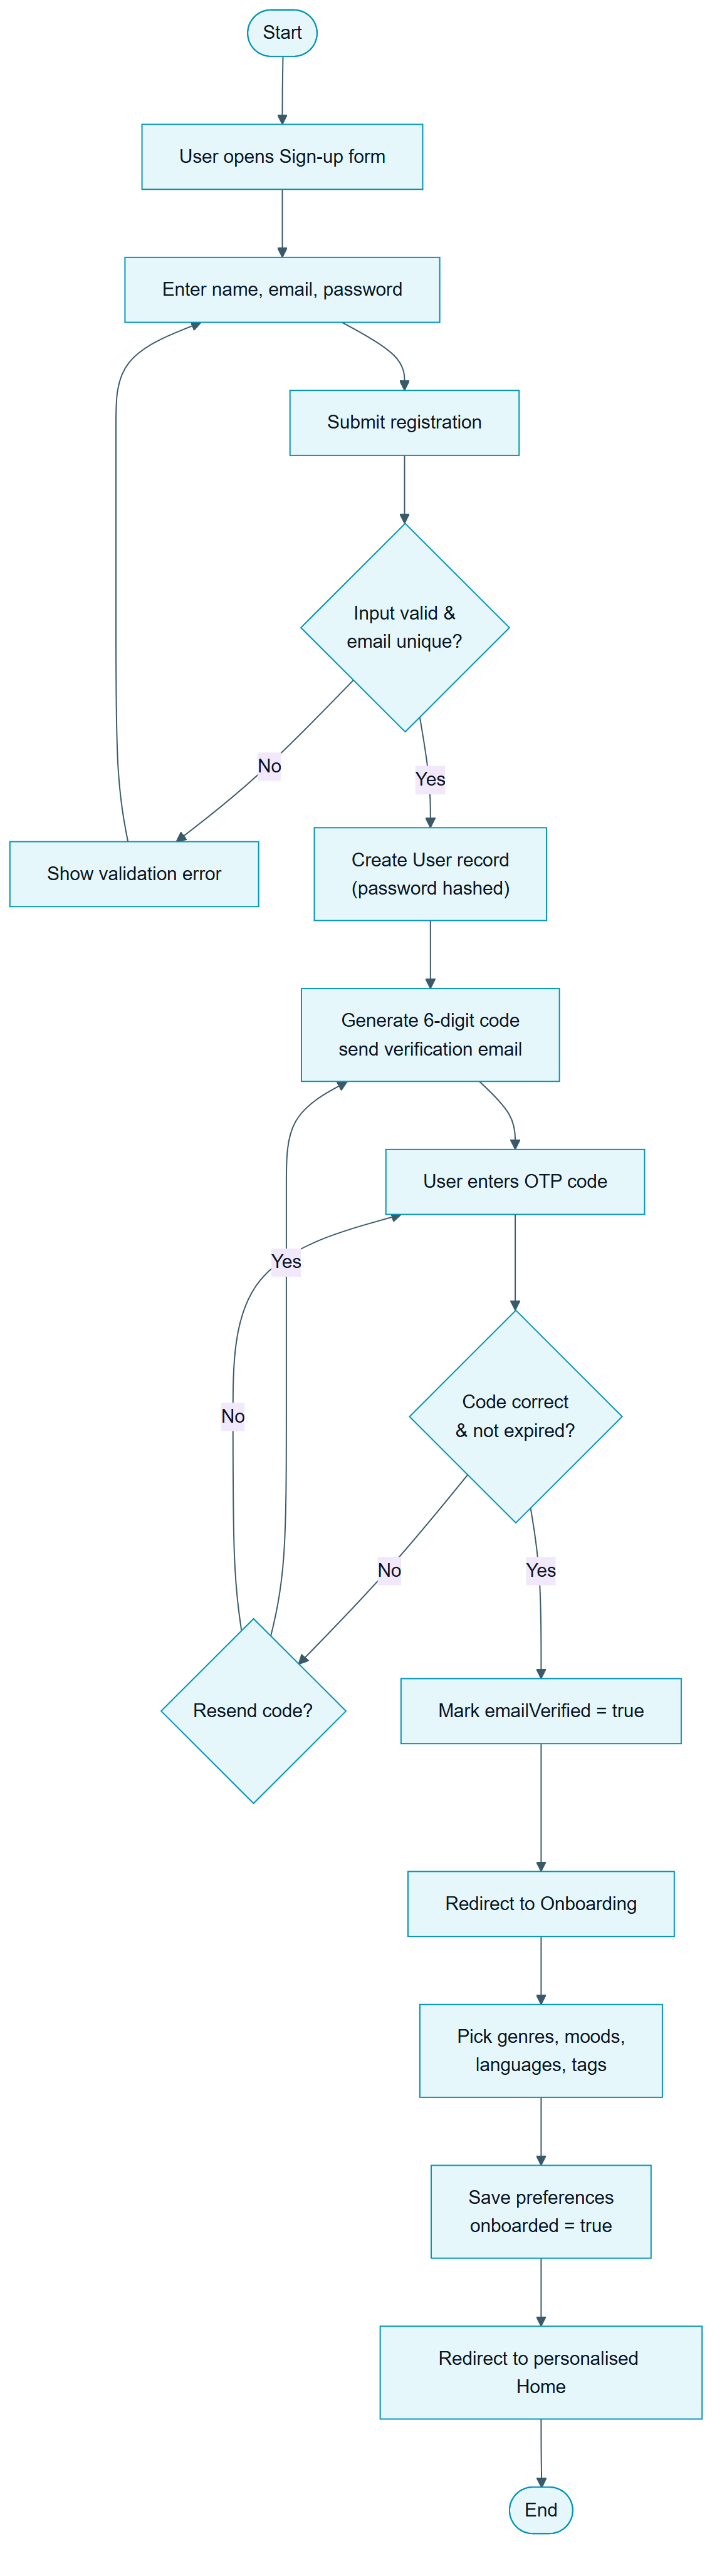 Start
User opens Sign-up form
Enter name, email, password
Submit registration
Input valid &
email unique?
No
Yes
Show validation error
Create User record
(password hashed)
Generate 6-digit code
send verification email
User enters OTP code
Yes
Code correct
& not expired?
No
No
Yes
Resend code?
Mark emailVerified = true
Redirect to Onboarding
Pick genres, moods,
languages, tags
Save preferences
onboarded = true
Redirect to personalised
Home
End